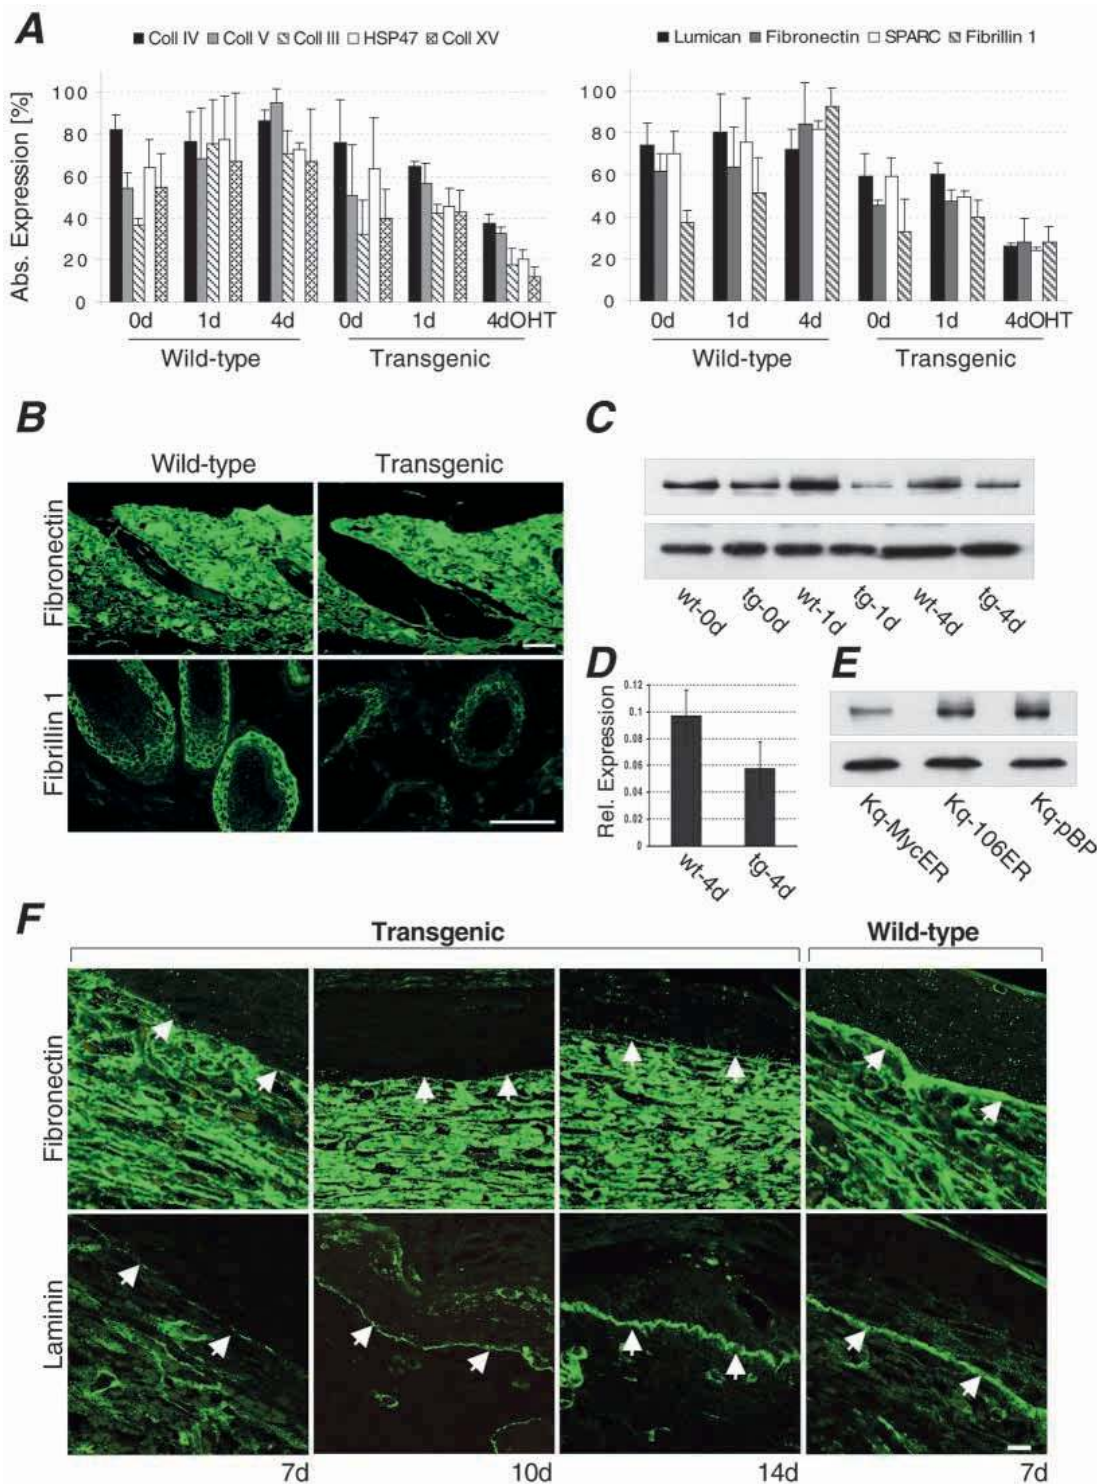 A
Coll IV Coll V Coll III HSP47 Coll XV
Lumican Fibronectin SPARC Fibrillin 1
Abs. Expression [%]
100
80
60
40
20
0
0d 1d 4d 0d 1d 4dOHT
Wild-type Transgenic
100
80
60
40
20
0
0d 1d 4d 0d 1d 4dOHT
Wild-type Transgenic
B
Wild-type Transgenic
Fibronectin
Fibrillin 1
C
wt-0d tg-0d wt-1d tg-1d wt-4d tg-4d
D
Rel. Expression
0.12
0.1
0.08
0.06
0.04
0.02
0
wt-4d tg-4d
E
Kq-MycER Kq-106ER Kq-pBP
F
Transgenic Wild-type
Fibronectin
Laminin
7d 10d 14d 7d